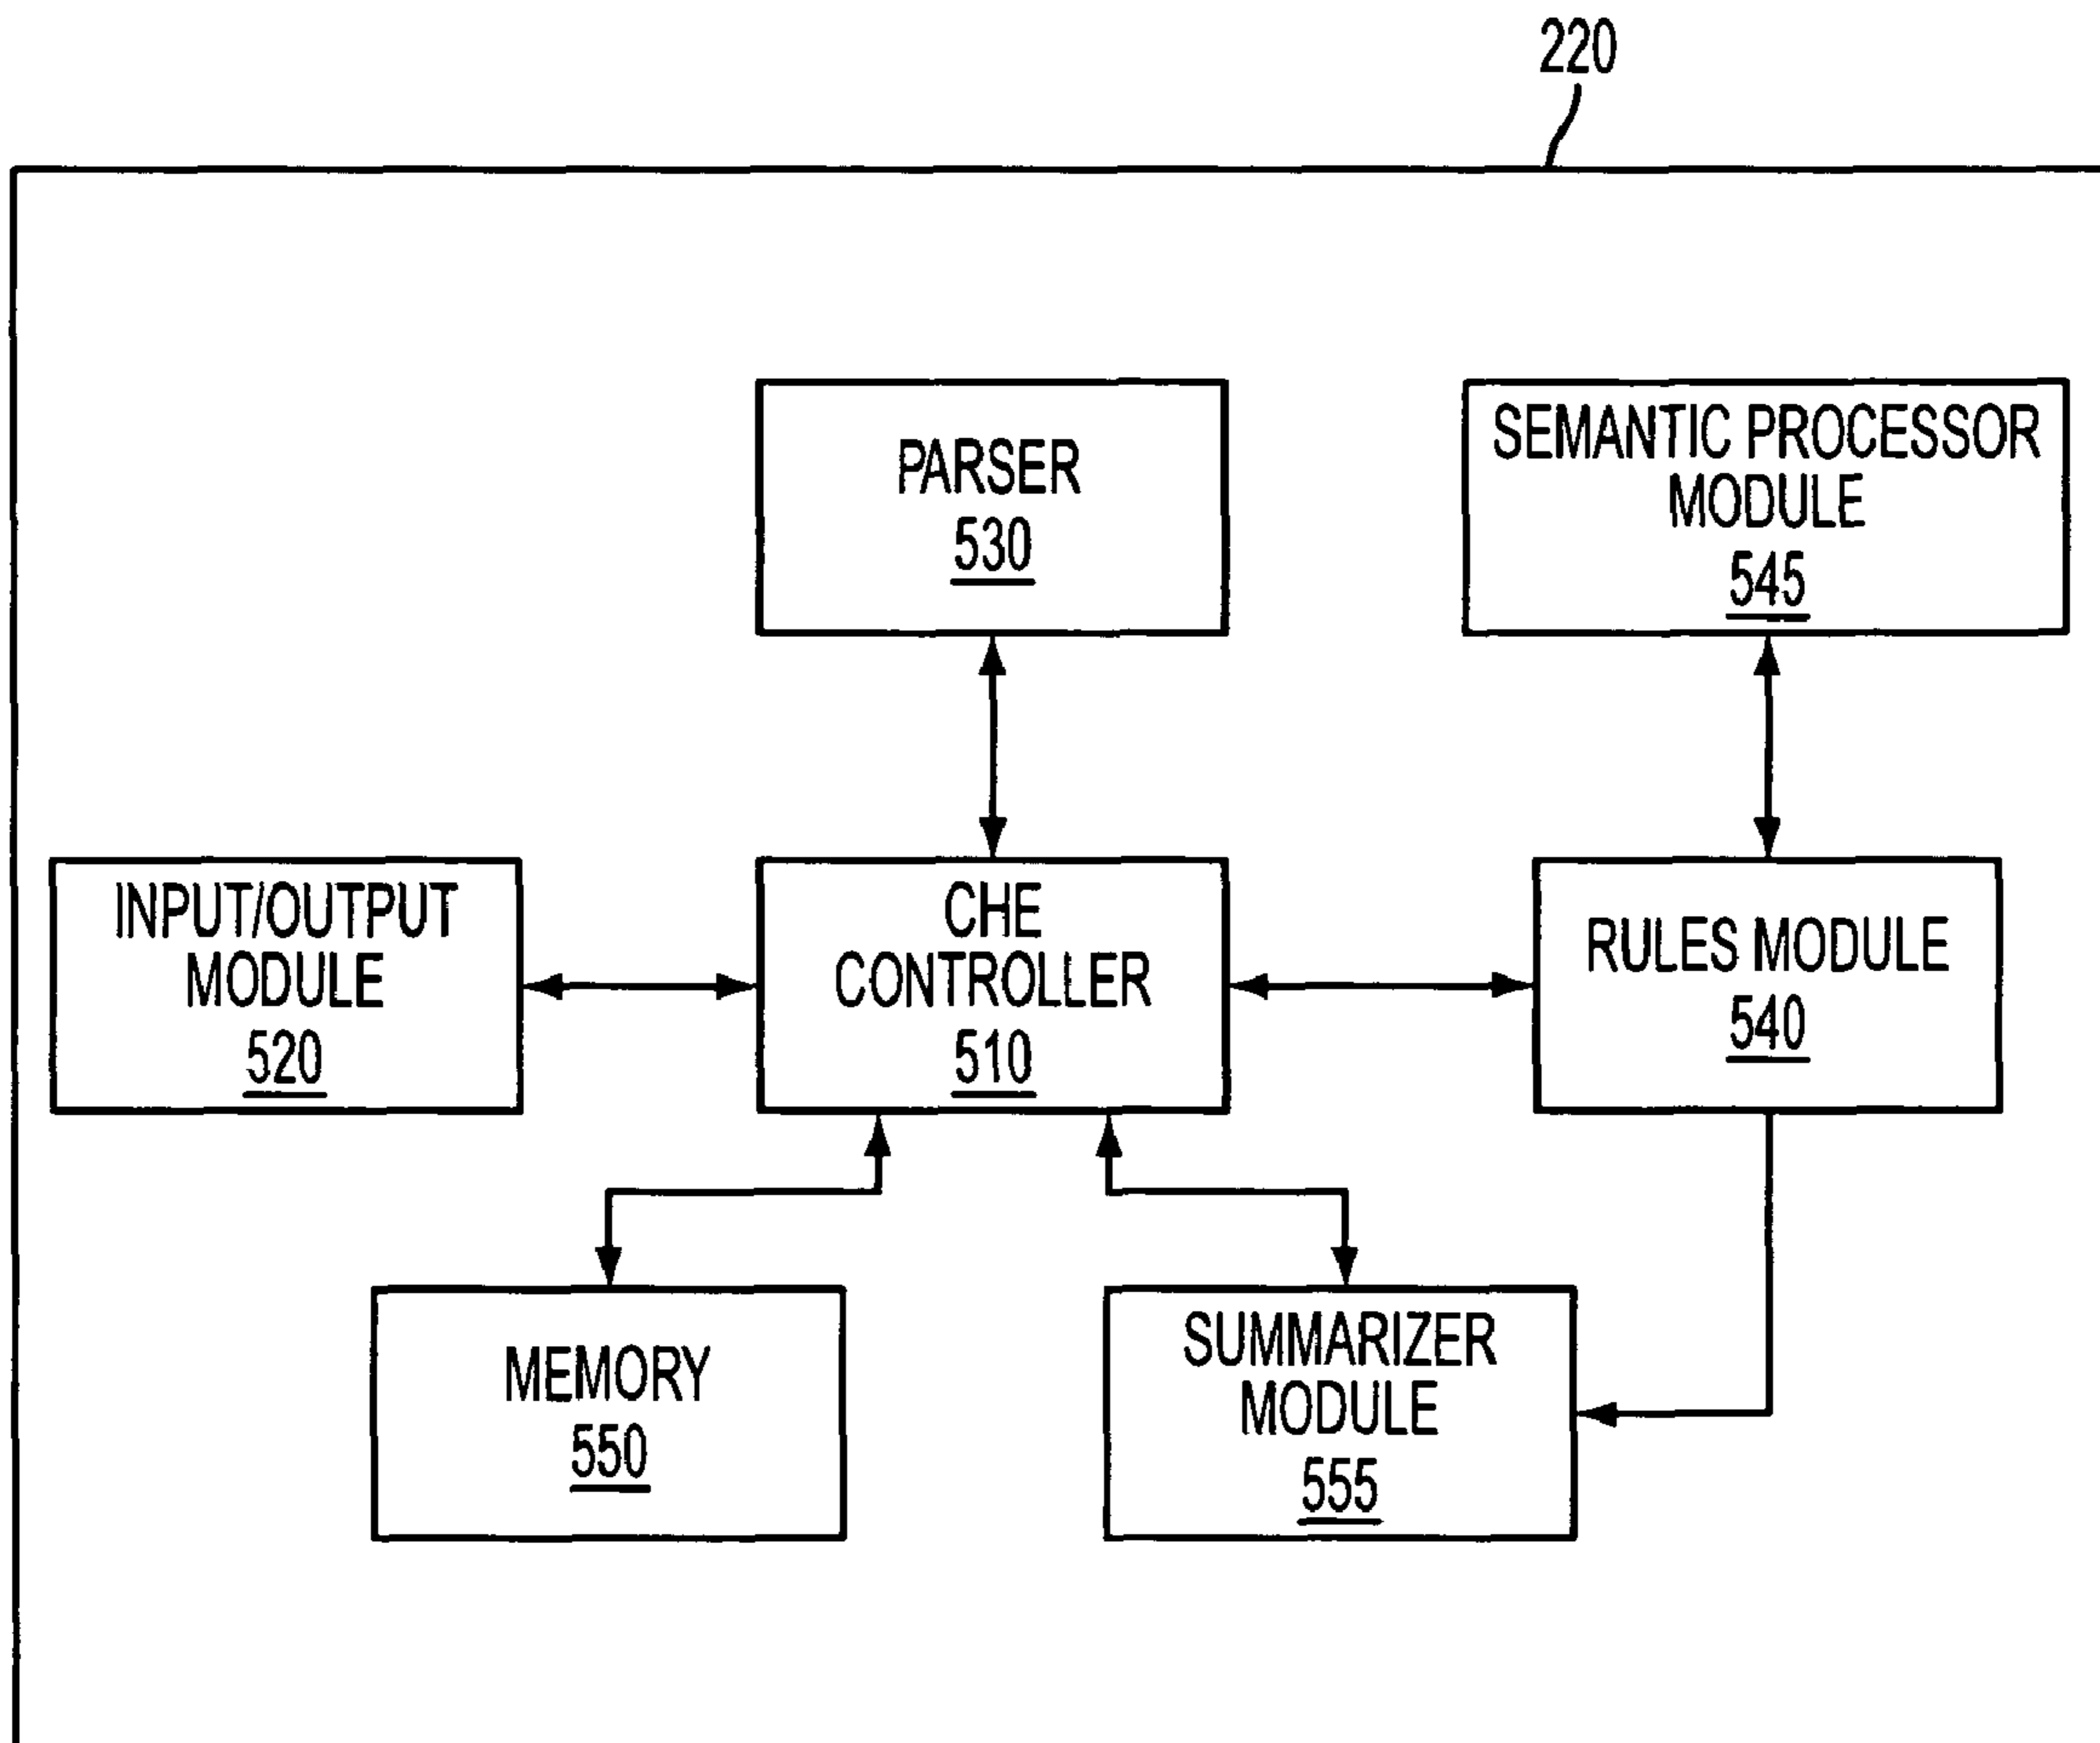 220
PARSER
530
SEMANTIC PROCESSOR
MODULE
545
INPUT/OUTPUT
MODULE
520
CHE
CONTROLLER
510
RULES MODULE
540
MEMORY
550
SUMMARIZER
MODULE
555